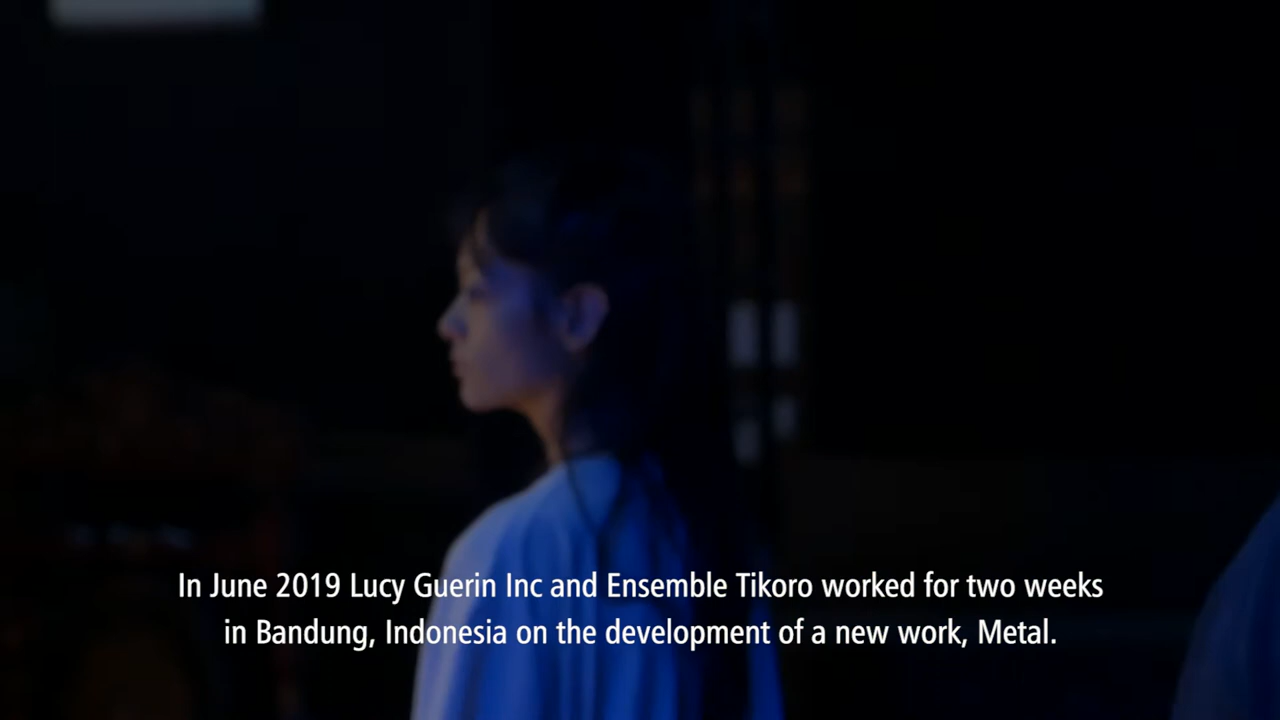 In June 2019 Lucy Guerin Inc and Ensemble Tikoro worked for two weeks
in Bandung, Indonesia on the development of a new work, Metal.